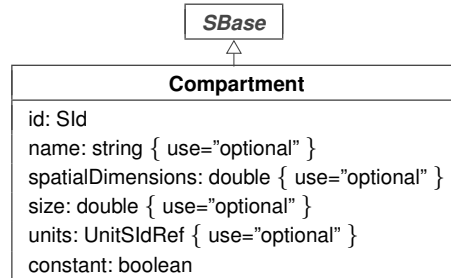 SBase
Compartment
id: SId
name: string { use=”optional” }
spatialDimensions: double { use=”optional” }
size: double { use=”optional” }
units: UnitSIdRef { use=”optional” }
constant: boolean